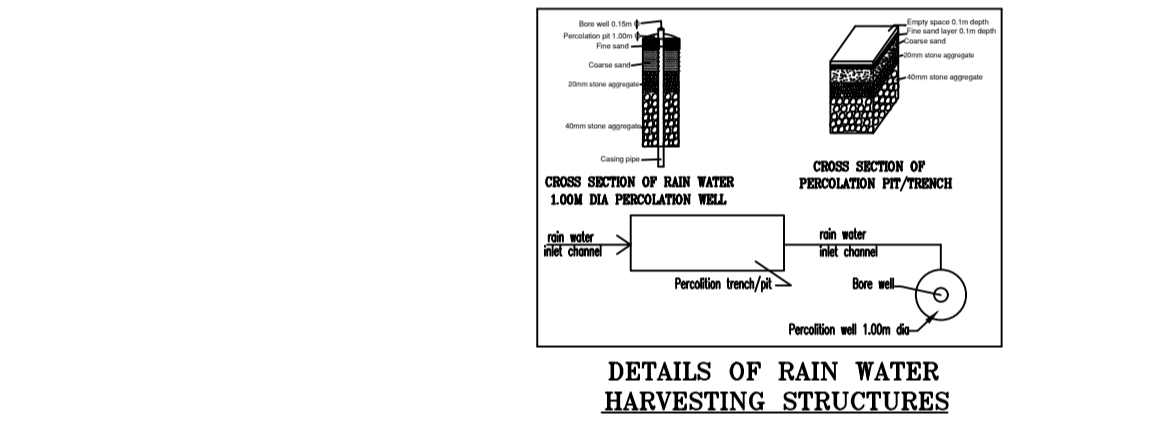 Bore well 0.15m ф
Percolation pit 1.00m ф
Fine sand
Coarse sand
20mm stone aggregate
40mm stone aggregate
Casing pipe
CROSS SECTION OF RAIN WATER
1.00M DIA PERCOLATION WELL
Empty space 0.1m depth
Fine sand layer 0.1m depth
Coarse sand
20mm stone aggregate
40mm stone aggregate
CROSS SECTION OF
PERCOLATION PIT/TRENCH
rain water
inlet channel
Percolition trench/pit
rain water
inlet channel
Bore well
Percolition well 1.00m dia
DETAILS OF RAIN WATER
HARVESTING STRUCTURES